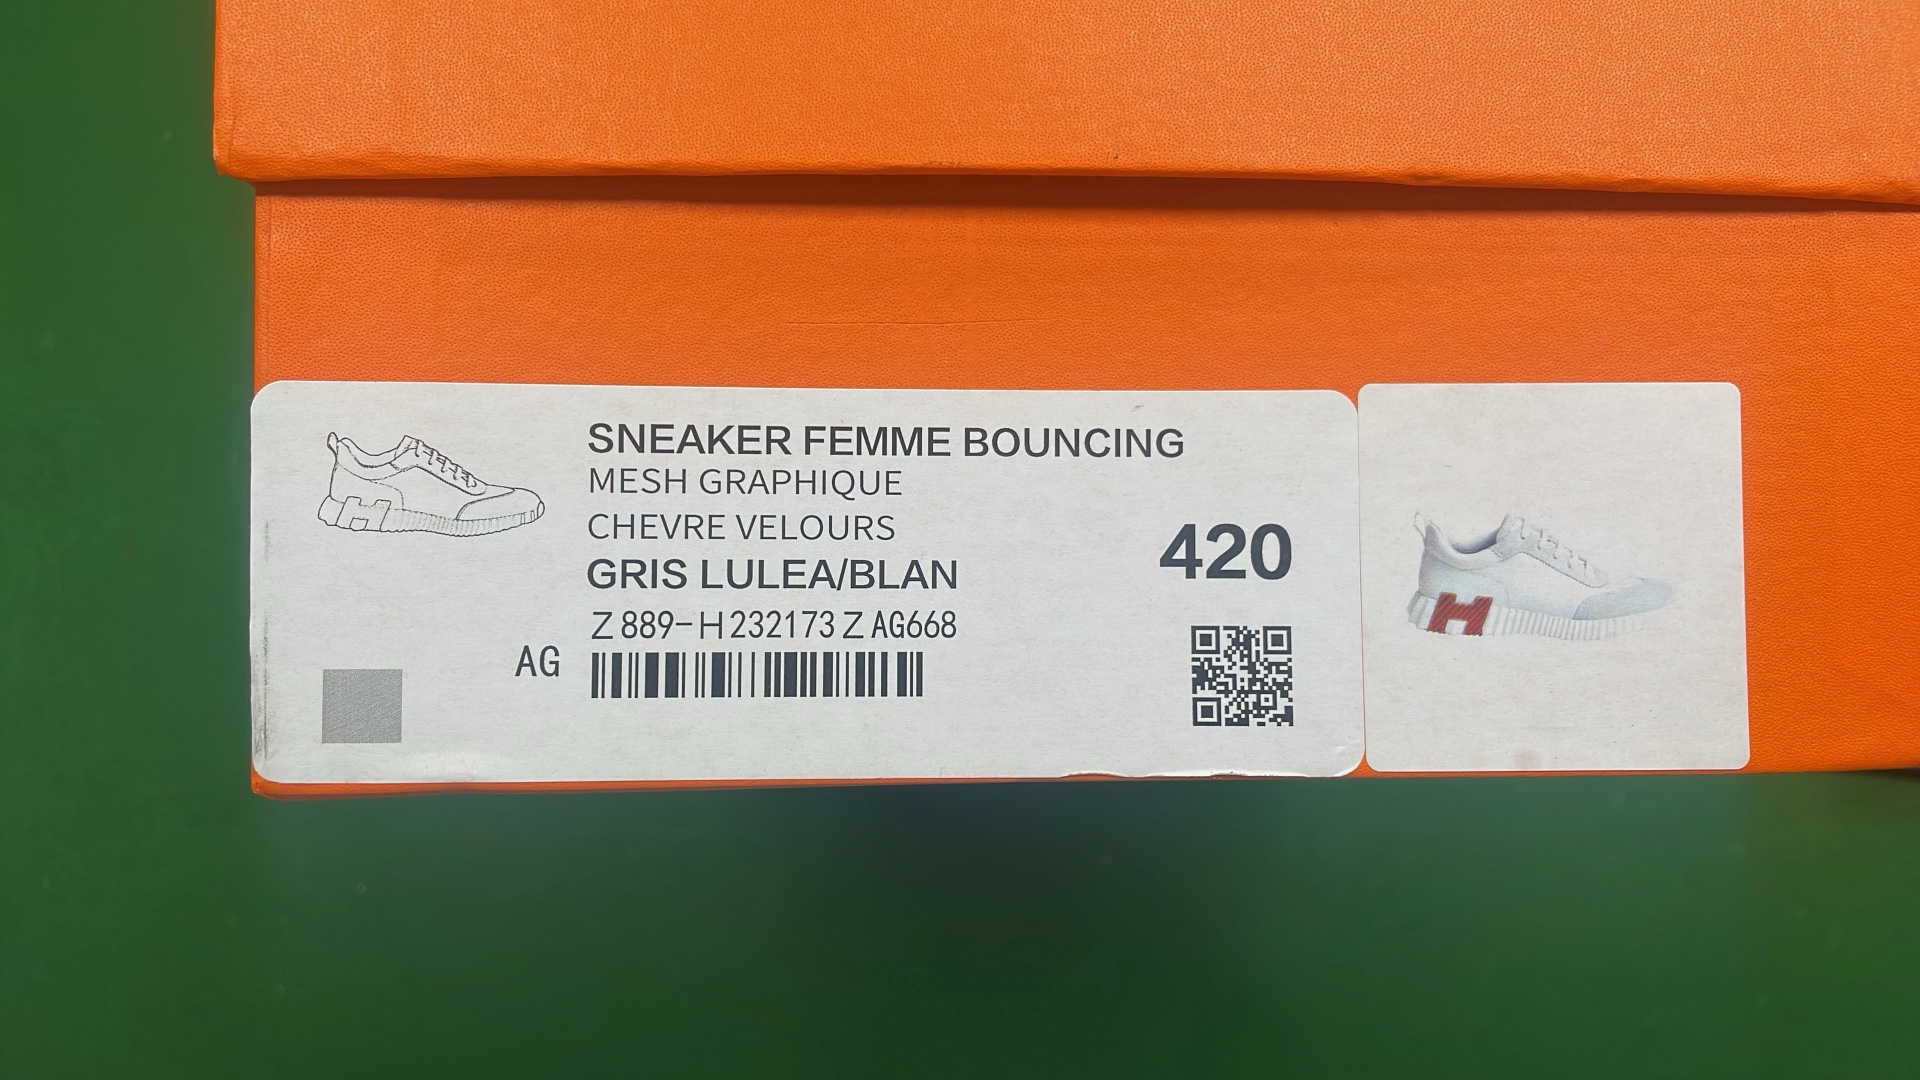 SNEAKER FEMME BOUNCING
MESH GRAPHIQUE
CHEVRE VELOURS
GRIS LULEA/BLAN
420
Z 889-H 232173 Z AG668
AG